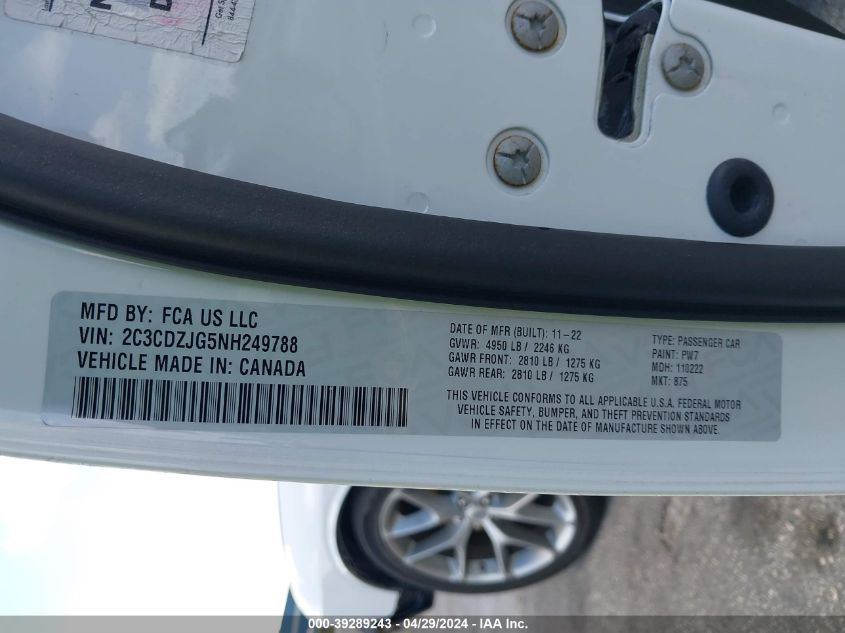 MFD BY: FCA US LLC
VIN: 2C3CDZJG5NH249788
VEHICLE MADE IN: CANADA
DATE OF MFR (BUILT): 11-22
GVWR: 4950 LB / 2246 KG
GAWR FRONT: 2810 LB / 1275 KG
GAWR REAR: 2810 LB / 1275 KG
TYPE: PASSENGER CAR
PAINT: PW7
MDH: 110222
MKT: 875
THIS VEHICLE CONFORMS TO ALL APPLICABLE U.S.A. FEDERAL MOTOR
VEHICLE SAFETY, BUMPER, AND THEFT PREVENTION STANDARDS
IN EFFECT ON THE DATE OF MANUFACTURE SHOWN ABOVE.
000-39289243 - 04/29/2024 - IAA Inc.